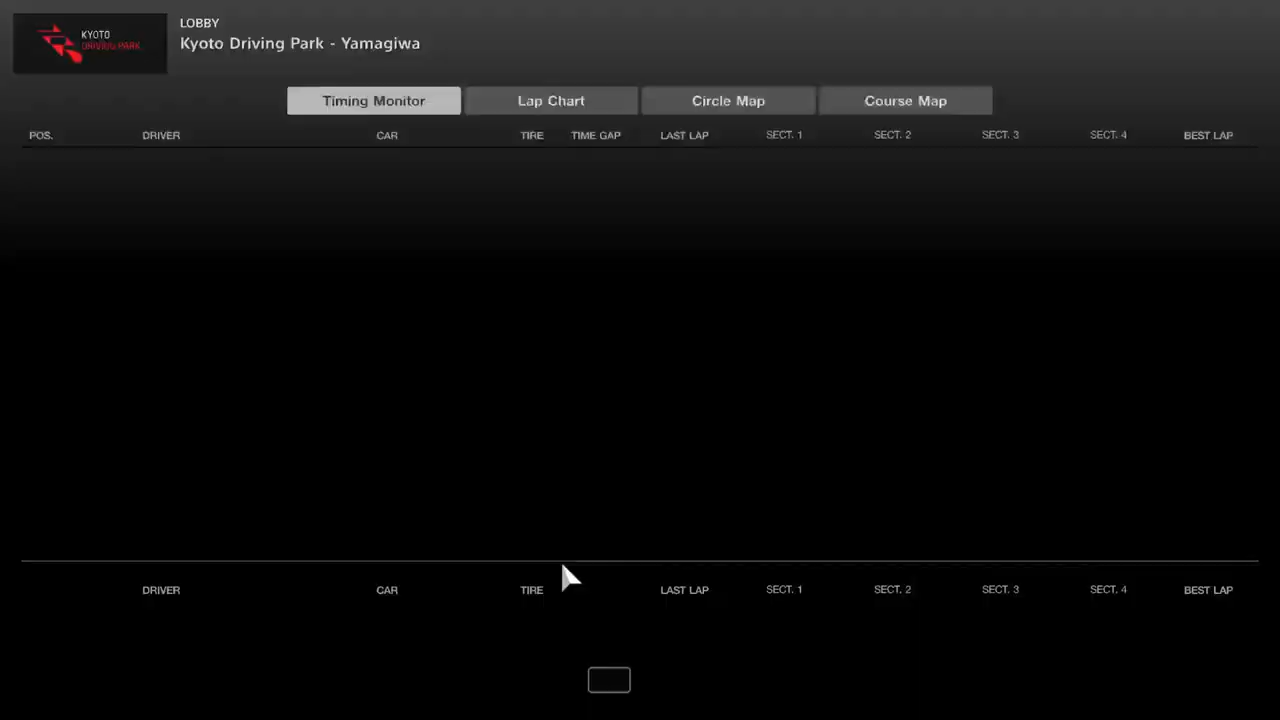 KYOTO
DRIVING PARK
LOBBY
Kyoto Driving Park - Yamagiwa
Timing Monitor Lap Chart Circle Map Course Map
POS. DRIVER CAR TIRE TIME GAP LAST LAP SECT. 1 SECT. 2 SECT. 3 SECT. 4 BEST LAP
DRIVER CAR TIRE LAST LAP SECT. 1 SECT. 2 SECT. 3 SECT. 4 BEST LAP